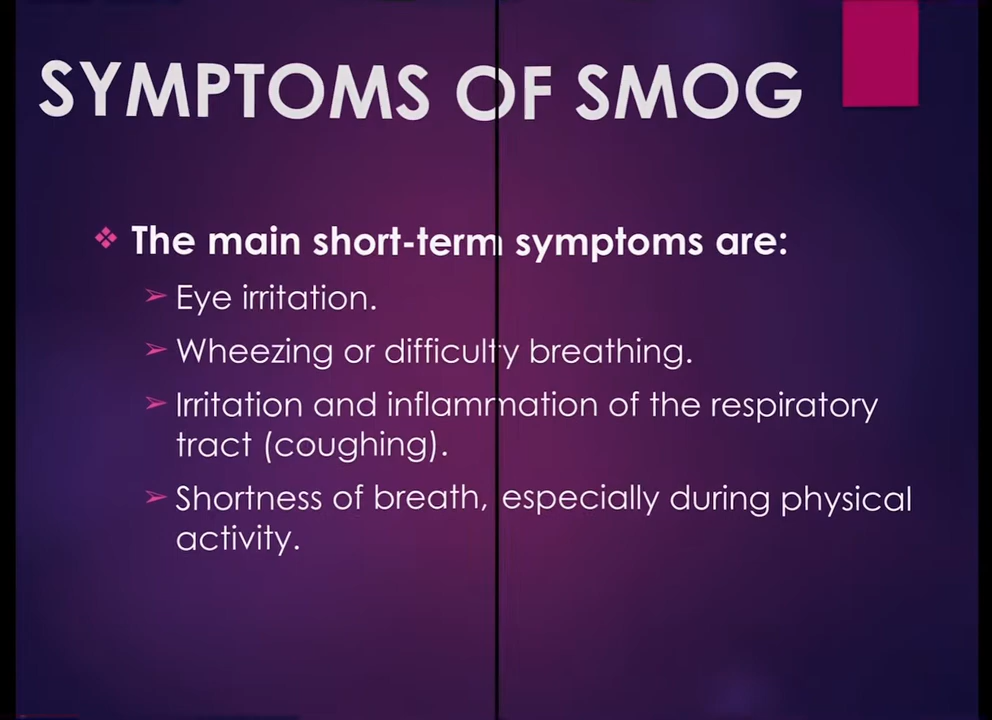 SYMPTOMS OF SMOG
The main short-term symptoms are:
Eye irritation.
Wheezing or difficulty breathing.
Irritation and inflammation of the respiratory
tract (coughing).
Shortness of breath, especially during physical
activity.